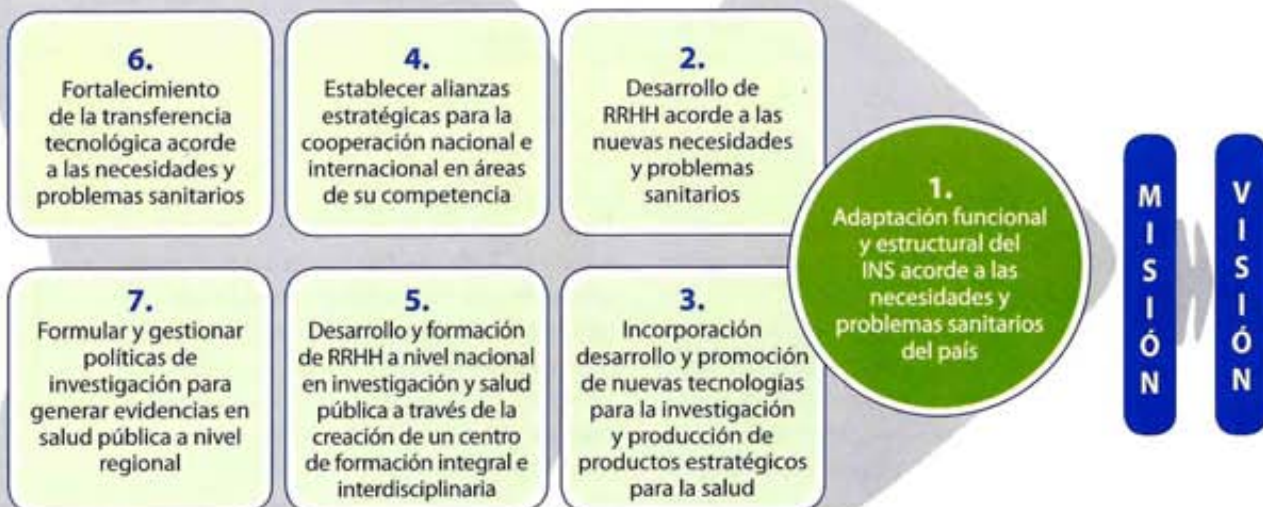 6.
Fortalecimiento
de la transferencia
tecnológica acorde
a las necesidades y
problemas sanitarios
4.
Establecer alianzas
estratégicas para la
cooperación nacional e
internacional en áreas
de su competencia
2.
Desarrollo de
RRHH acorde a las
nuevas necesidades
y problemas
sanitarios
7.
Formular y gestionar
políticas de
investigación para
generar evidencias en
salud pública a nivel
regional
5.
Desarrollo y formación
de RRHH a nivel nacional
en investigación y salud
pública a través de la
creación de un centro
de formación integral e
interdisciplinaria
3.
Incorporación
desarrollo y promoción
de nuevas tecnologías
para la investigación
y producción de
productos estratégicos
para la salud
1.
Adaptación funcional
y estructural del
INS acorde a las
necesidades y
problemas sanitarios
del país
MISIÓN
VISIÓN